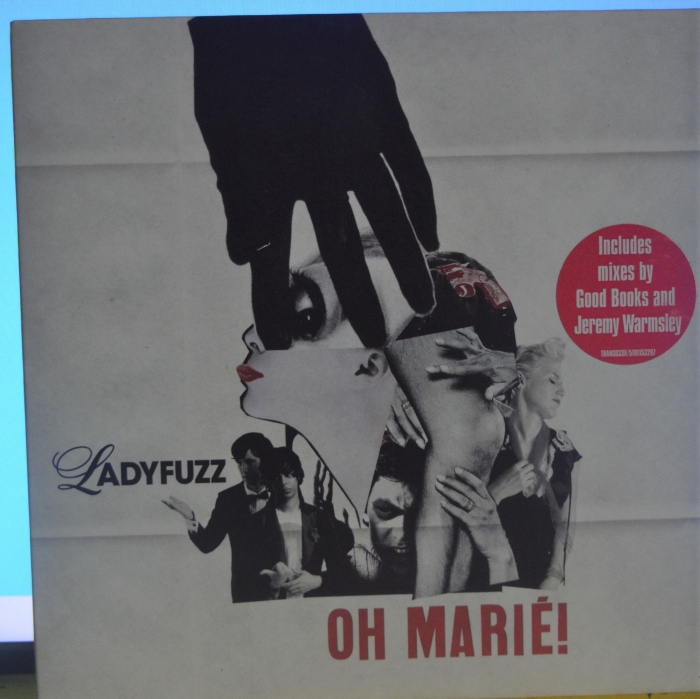 Includes
mixes by
Good Books and
Jeremy Warmsley
LADYFUZZ
OH MARIÉ!